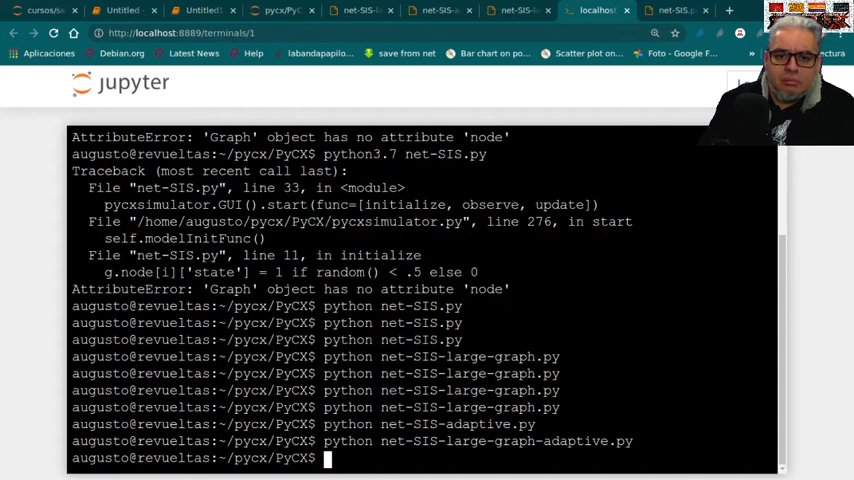 cursos/se
Untitled
Untitled
pycx/PyC
net-SIS-la
net-SIS-a
net-SIS-la
localhost
net-SIS.p
http://localhost:8889/terminals/1
Aplicaciones
Debian.org
Latest News
labandapapilo
save from net
Bar chart on po…
Scatter plot on…
Foto - Google…
ectura
jupyter
AttributeError: 'Graph' object has no attribute 'node'
augusto@revueltas:~/pycx/PyCX$ python3.7 net-SIS.py
Traceback (most recent call last):
File "net-SIS.py", line 33, in <module>
pycxsimulator.GUI().start(func=[initialize, observe, update])
File "/home/augusto/pycx/PyCX/pycxsimulator.py", line 276, in start
self.modelInitFunc()
File "net-SIS.py", line 11, in initialize
g.node[i]['state'] = 1 if random() < .5 else 0
AttributeError: 'Graph' object has no attribute 'node'
augusto@revueltas:~/pycx/PyCX$ python net-SIS.py
augusto@revueltas:~/pycx/PyCX$ python net-SIS.py
augusto@revueltas:~/pycx/PyCX$ python net-SIS.py
augusto@revueltas:~/pycx/PyCX$ python net-SIS-large-graph.py
augusto@revueltas:~/pycx/PyCX$ python net-SIS-large-graph.py
augusto@revueltas:~/pycx/PyCX$ python net-SIS-large-graph.py
augusto@revueltas:~/pycx/PyCX$ python net-SIS-large-graph.py
augusto@revueltas:~/pycx/PyCX$ python net-SIS-adaptive.py
augusto@revueltas:~/pycx/PyCX$ python net-SIS-large-graph-adaptive.py
augusto@revueltas:~/pycx/PyCX$